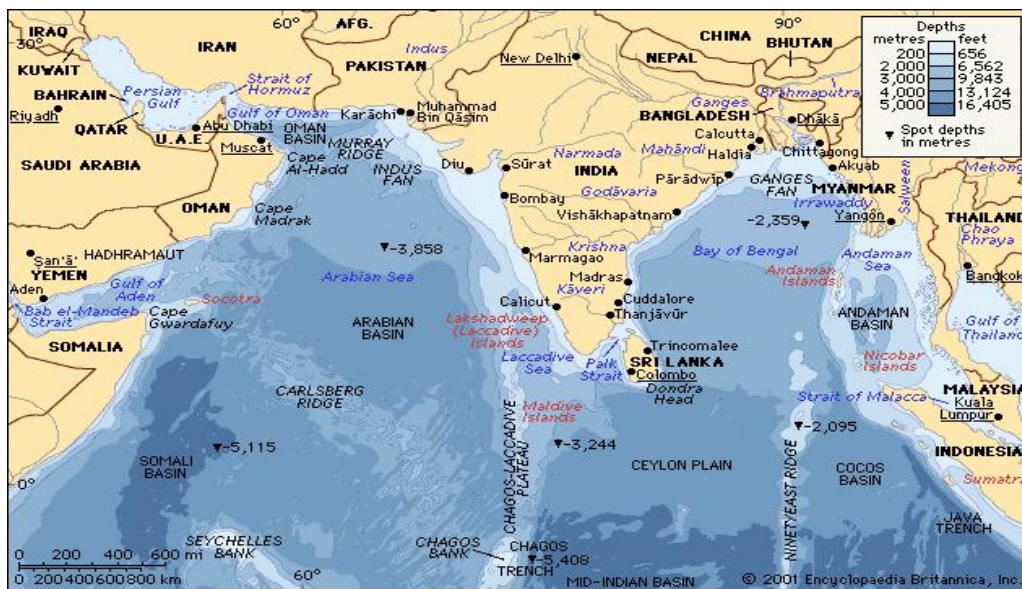 60°
90°
30°
IRAQ
IRAN
AFG.
CHINA
BHUTAN
NEPAL
KUWAIT
PAKISTAN
Indus
New Delhi
Brahmaputra
Persian
Gulf
Strait of
Hormuz
BAHRAIN
Riyadh
QATAR
Abu Dhabi
U.A.E.
Gulf of Oman
OMAN
BASIN
Karāchi
Muhammad
Bin Qāsim
Ganges
BANGLADESH
Dhākā
Muscat
Cape
Al-Hadd
MURRAY
RIDGE
INDUS
FAN
Calcutta
Haldia
Chittagong
Akyab
SAUDI ARABIA
Diu
Sūrat
Narmada
Mahāndi
INDIA
Godāvaria
Pārādwīp
GANGES
FAN
MYANMAR
Irrawaddy
Salween
Mekong
OMAN
Cape
Madrak
Bombay
Vishākhapatnam
-2,359
Yangôn
THAILAND
Chao
Phraya
Bangkok
San'ā'
HADHRAMAUT
YEMEN
Aden
-3,858
Marmagao
Krishna
Bay of Bengal
Andaman
Sea
Andaman
Islands
Gulf of
Aden
Socotra
Arabian Sea
Madras
Kāveri
Bab el-Mandeb
Strait
Cape
Gwardafuy
Calicut
Cuddalore
Thanjāvūr
ANDAMAN
BASIN
Gulf of
Thailand
SOMALIA
ARABIAN
BASIN
Lakshadweep
(Laccadive)
Islands
Laccadive
Sea
Palk
Strait
Trincomalee
SRI LANKA
Colombo
Dondra
Head
Nicobar
Islands
MALAYSIA
CARLSBERG
RIDGE
Maldive
Islands
Strait of Malacca
Kuala
Lumpur
CHAGOS-LACCADIVE
PLATEAU
-5,115
-3,244
-2,095
INDONESIA
SOMALI
BASIN
CEYLON PLAIN
NINETYEAST RIDGE
COCOS
BASIN
Sumatra
0°
JAVA
TRENCH
SEYCHELLES
BANK
CHAGOS
BANK
CHAGOS
TRENCH
-5,408
MID-INDIAN BASIN
0 200 400 600 mi
0 200400600800 km
60°
© 2001 Encyclopaedia Britannica, Inc.
Depths
metres feet
200 656
2,000 6,562
3,000 9,843
4,000 13,124
5,000 16,405
Spot depths
in metres